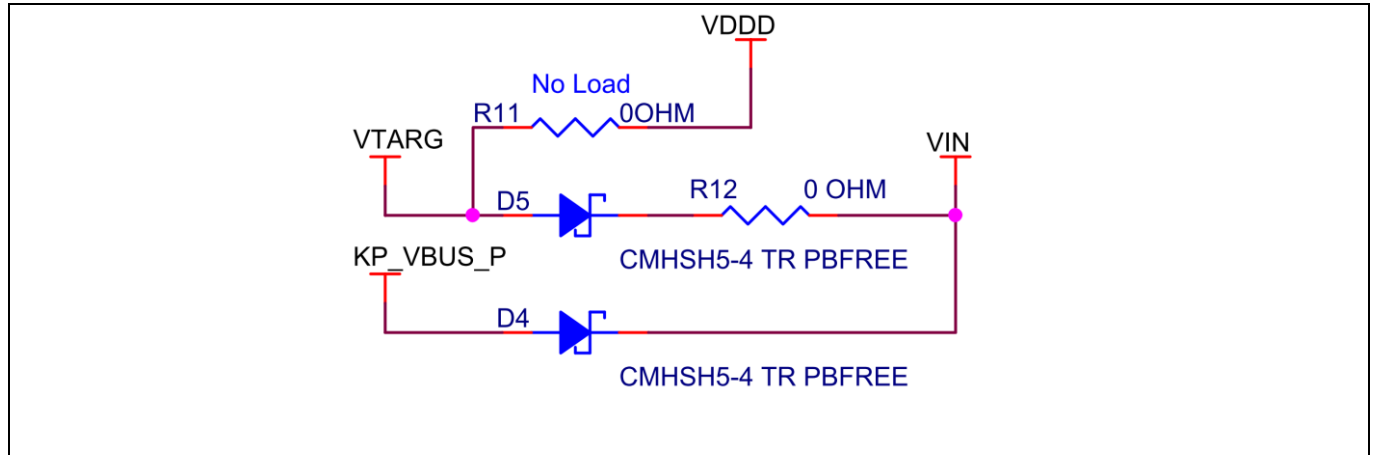 VDDD
No Load
R11 0OHM
VTARG
VIN
D5 R12 0 OHM
CMHSH5-4 TR PBFREE
KP_VBUS_P
D4
CMHSH5-4 TR PBFREE